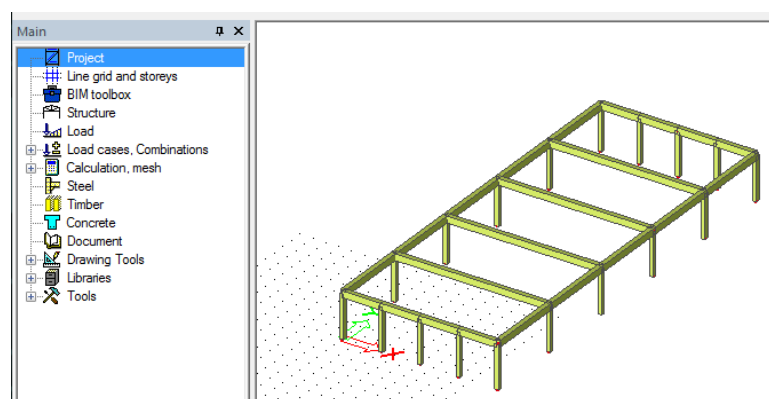 Main
Project
Line grid and storeys
BIM toolbox
Structure
Load
Load cases, Combinations
Calculation, mesh
Steel
Timber
Concrete
Document
Drawing Tools
Libraries
Tools